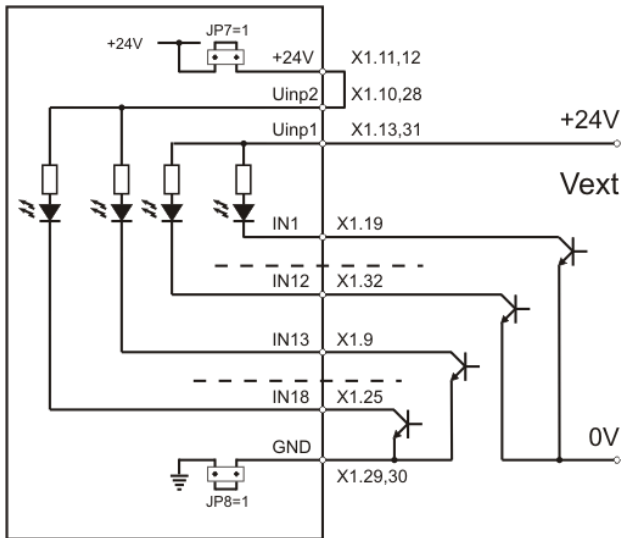 JP7=1
+24V +24V X1.11,12
Uinp2 X1.10,28
Uinp1 X1.13,31 +24V
Vext
IN1 X1.19
IN12 X1.32
IN13 X1.9
IN18 X1.25
GND 0V
X1.29,30
JP8=1